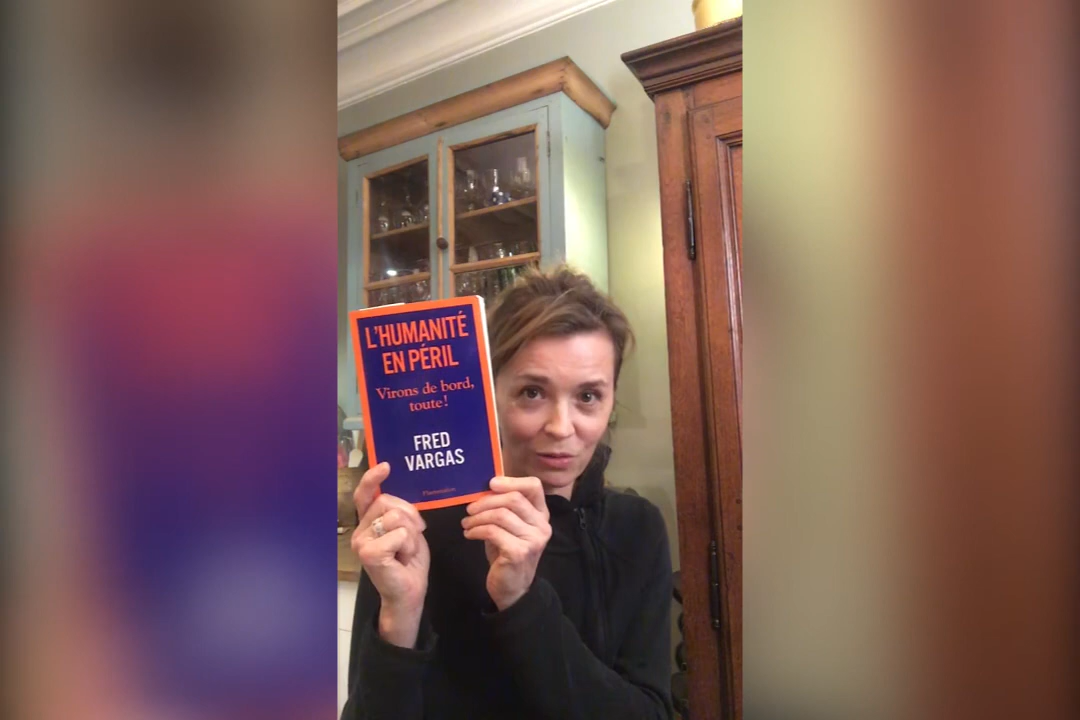 L'HUMANITÉ
EN PÉRIL
Virons de bord,
toute !
FRED
VARGAS
Flammarion